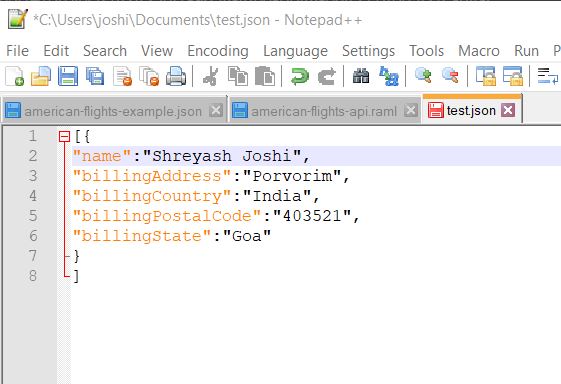 *C:\Users\joshi\Documents\test.json - Notepad++
File Edit Search View Encoding Language Settings Tools Macro Run P
american-flights-example.json american-flights-api.raml test.json
1 [{
2 "name":"Shreyash Joshi",
3 "billingAddress":"Porvorim",
4 "billingCountry":"India",
5 "billingPostalCode":"403521",
6 "billingState":"Goa"
7 }
8 ]